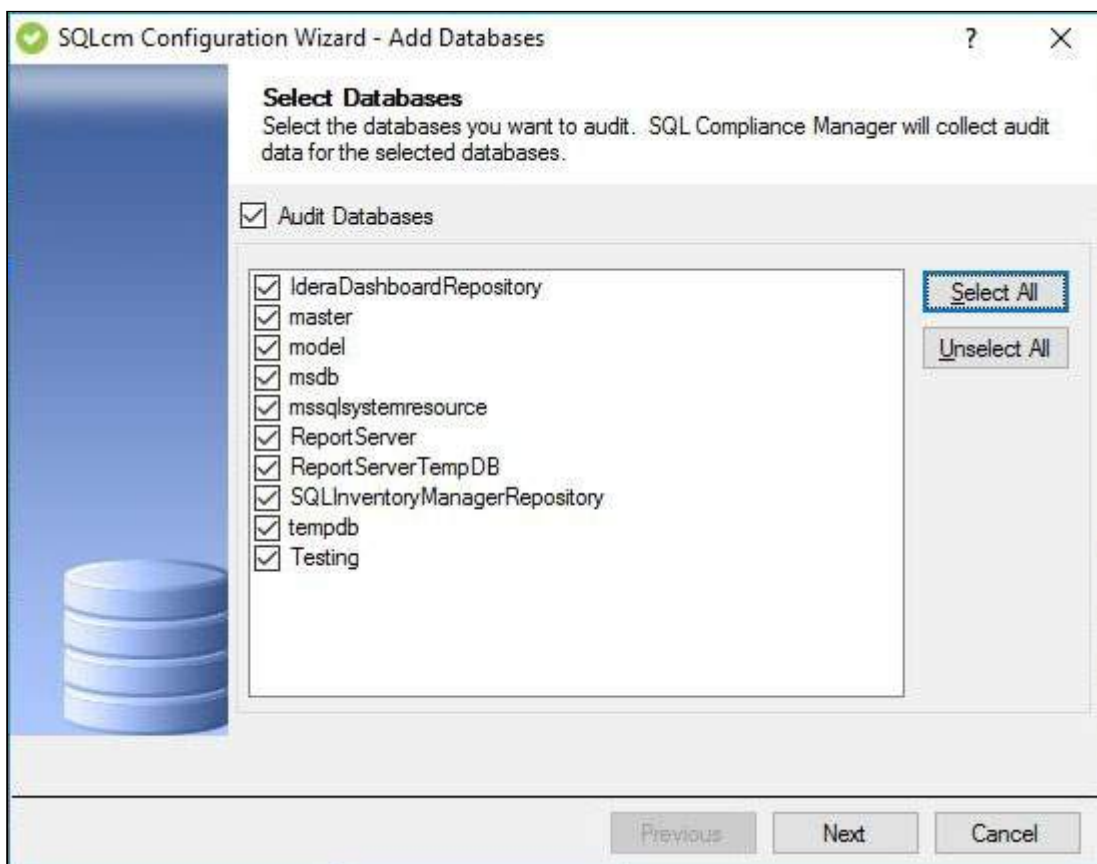 SQLcm Configuration Wizard - Add Databases
?
Select Databases
Select the databases you want to audit. SQL Compliance Manager will collect audit
data for the selected databases.
Audit Databases
IderaDashboardRepository
master
model
msdb
mssqlsystemresource
ReportServer
ReportServerTempDB
SQLInventoryManagerRepository
tempdb
Testing
Select All
Unselect All
Previous
Next
Cancel